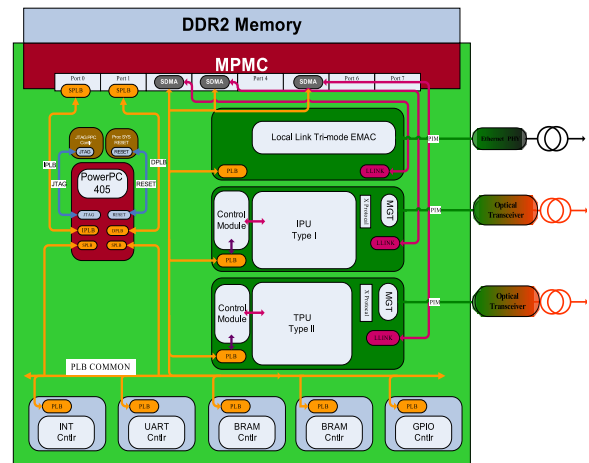 DDR2 Memory
MPMC
Port 0
Port 1
SDMA
SDMA
Port 4
SDMA
Port 6
Port 7
SPLB
SPLB
Local Link Tri-mode EMAC
PLB
LLINK
PIM
Ethernet PHY
JTAGPPC
Cntlr
JTAG
Proc SYS
RESET
RESET
IPLB
DPLB
JTAG
RESET
PowerPC
405
JTAG
RESET
IPLB
DPLB
SPLB
SPLB
Control
Module
IPU
Type I
X Protocal
MGT
PLB
LLINK
PIM
Optical
Transceiver
Control
Module
TPU
Type II
X Protocal
MGT
PLB
LLINK
PIM
Optical
Transceiver
PLB COMMON
PLB
INT
Cntlr
PLB
UART
Cntlr
PLB
BRAM
Cntlr
PLB
BRAM
Cntlr
PLB
GPIO
Cntlr